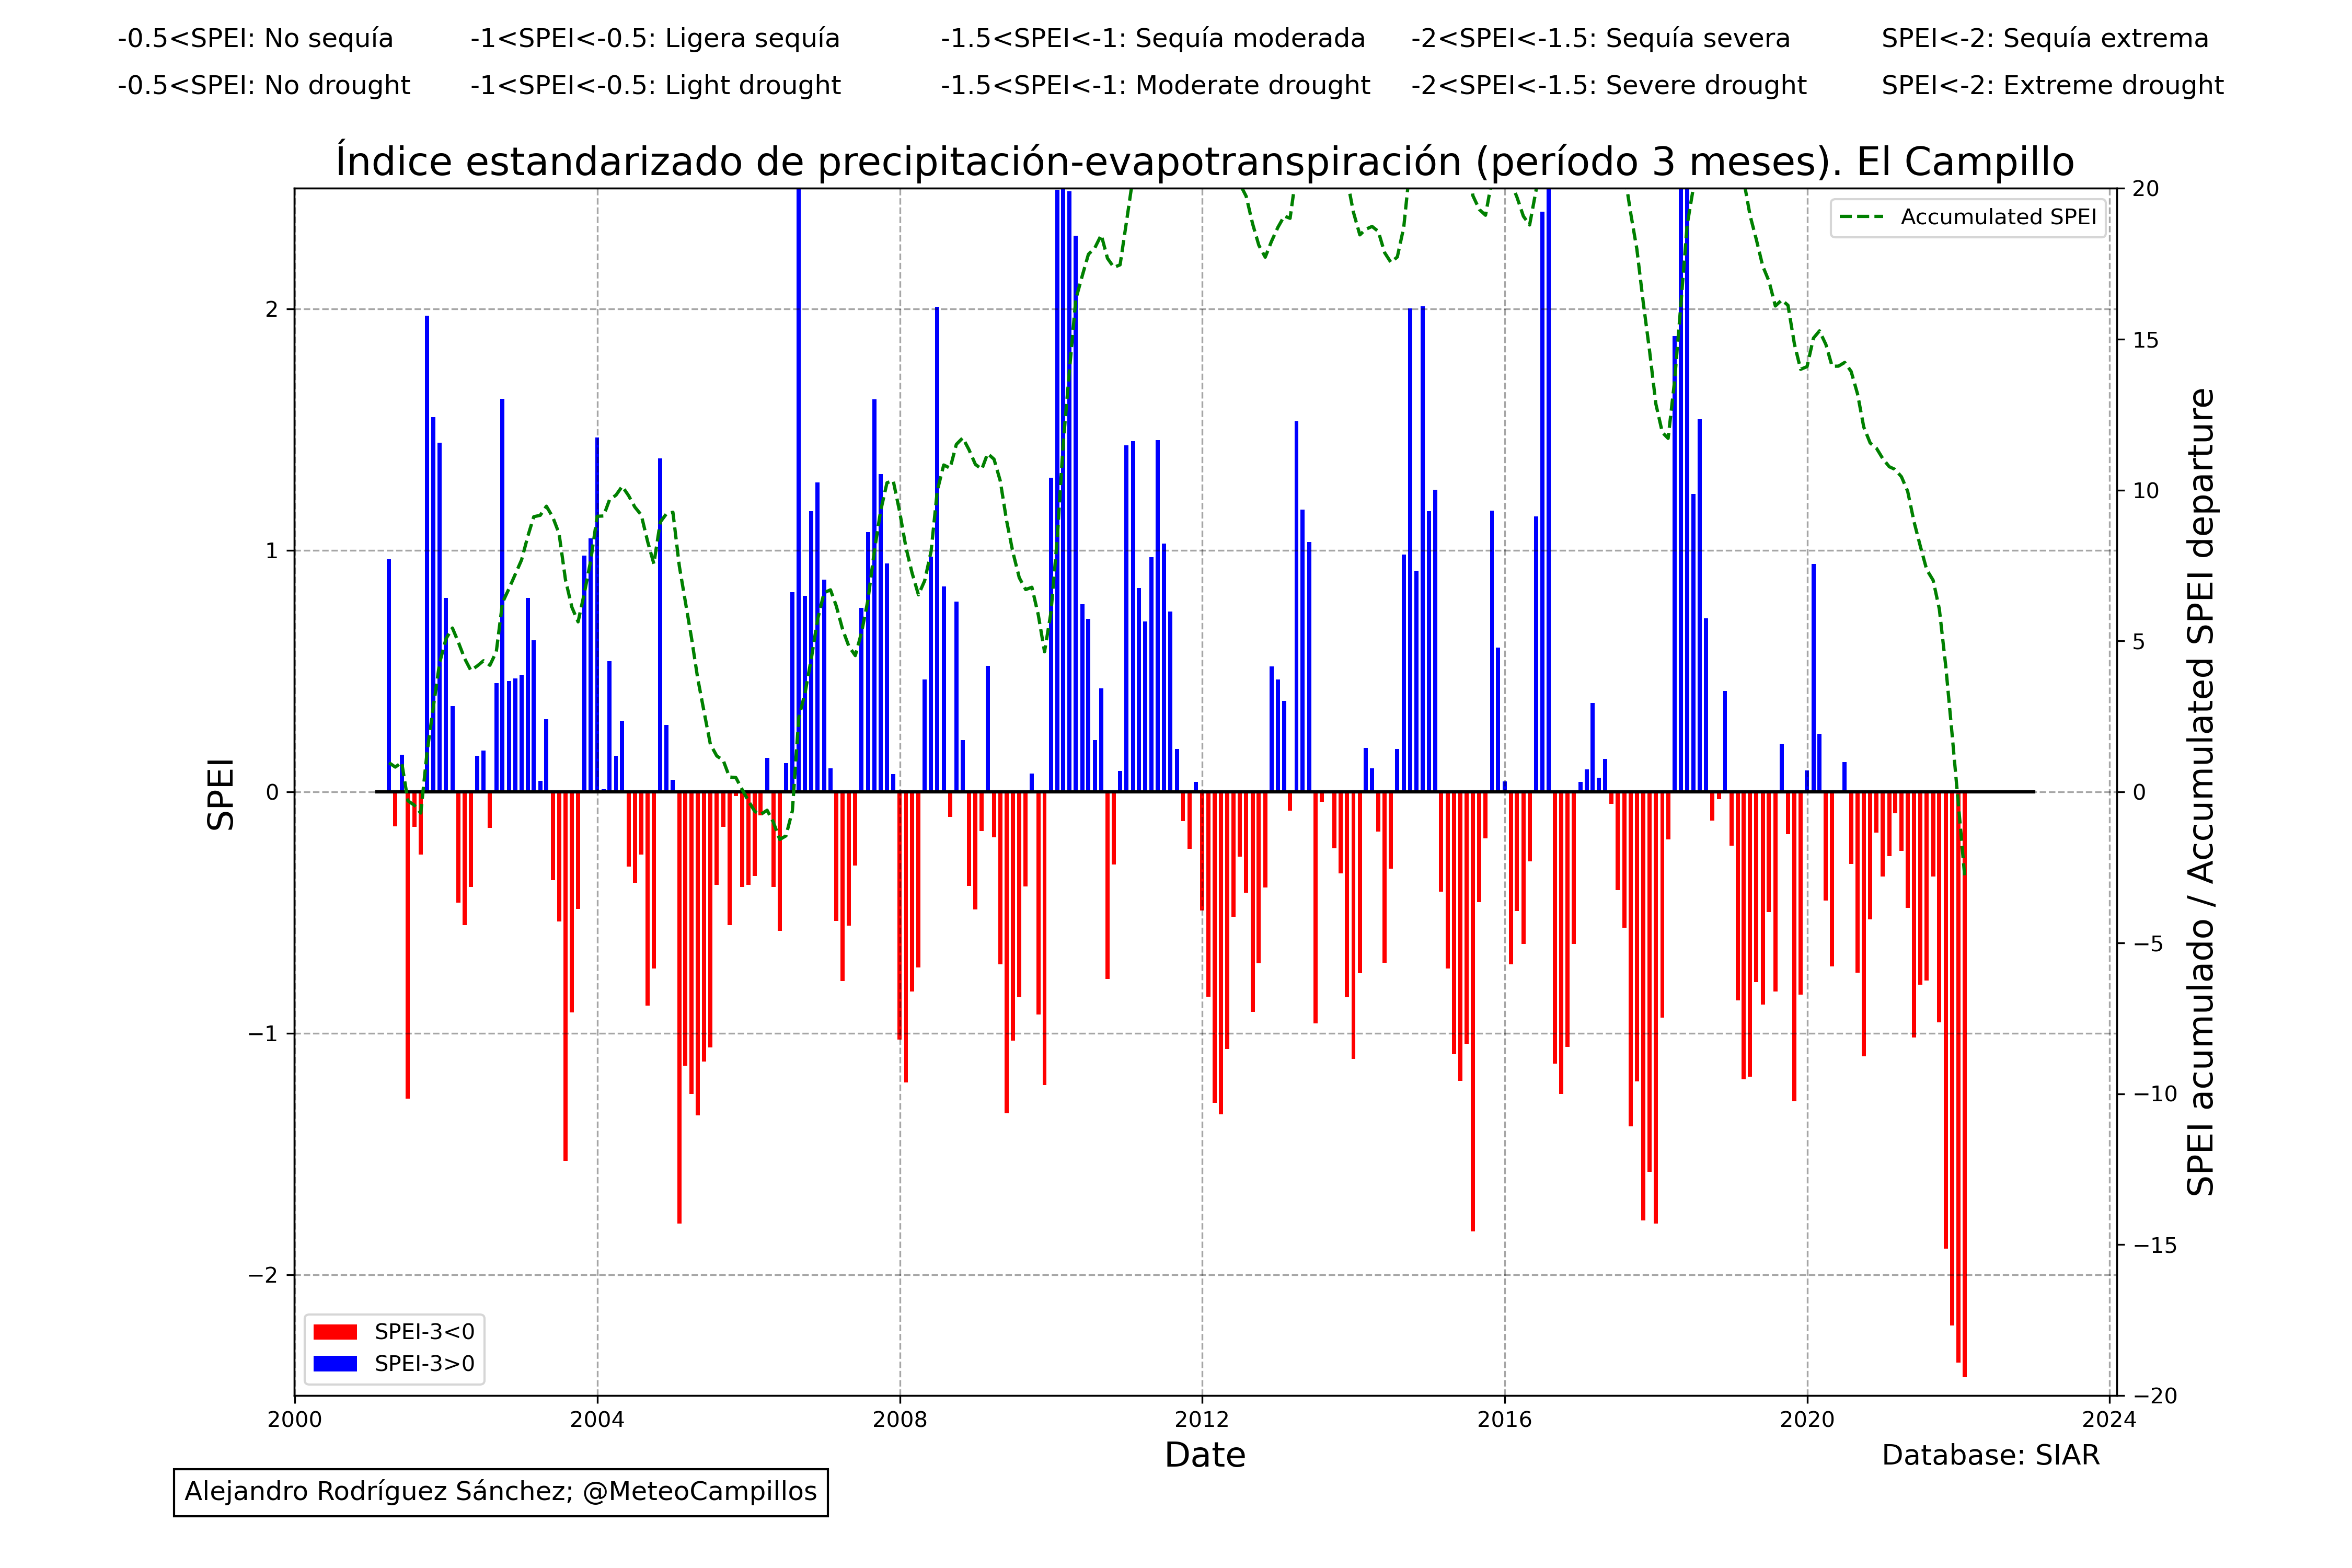 -0.5<SPEI: No sequía -1<SPEI<-0.5: Ligera sequía -1.5<SPEI<-1: Sequía moderada -2<SPEI<-1.5: Sequía severa SPEI<-2: Sequía extrema
-0.5<SPEI: No drought -1<SPEI<-0.5: Light drought -1.5<SPEI<-1: Moderate drought -2<SPEI<-1.5: Severe drought SPEI<-2: Extreme drought
Índice estandarizado de precipitación-evapotranspiración (período 3 meses). El Campillo
Accumulated SPEI
SPEI
2
1
0
−1
−2
20
15
10
5
0
−5
−10
−15
−20
SPEI acumulado / Accumulated SPEI departure
SPEI-3<0
SPEI-3>0
2000 2004 2008 2012 2016 2020 2024
Date
Database: SIAR
Alejandro Rodríguez Sánchez; @MeteoCampillos